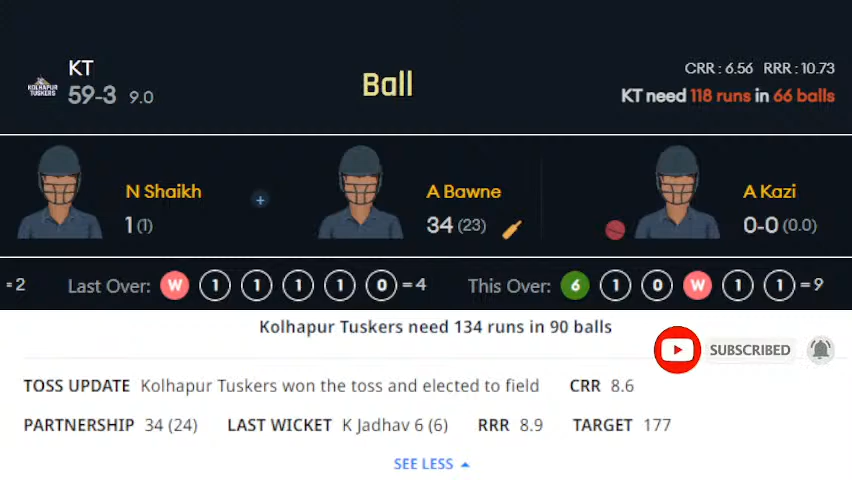 KT
KOLHAPUR TUSKERS
59-3 9.0
Ball
CRR : 6.56 RRR : 10.73
KT need 118 runs in 66 balls
N Shaikh
1 (1)
+
A Bawne
34 (23)
A Kazi
0-0 (0.0)
=2 Last Over: W 1 1 1 1 0 =4 This Over: 6 1 0 W 1 1 =9
Kolhapur Tuskers need 134 runs in 90 balls
SUBSCRIBED
TOSS UPDATE Kolhapur Tuskers won the toss and elected to field CRR 8.6
PARTNERSHIP 34 (24) LAST WICKET K Jadhav 6 (6) RRR 8.9 TARGET 177
SEE LESS